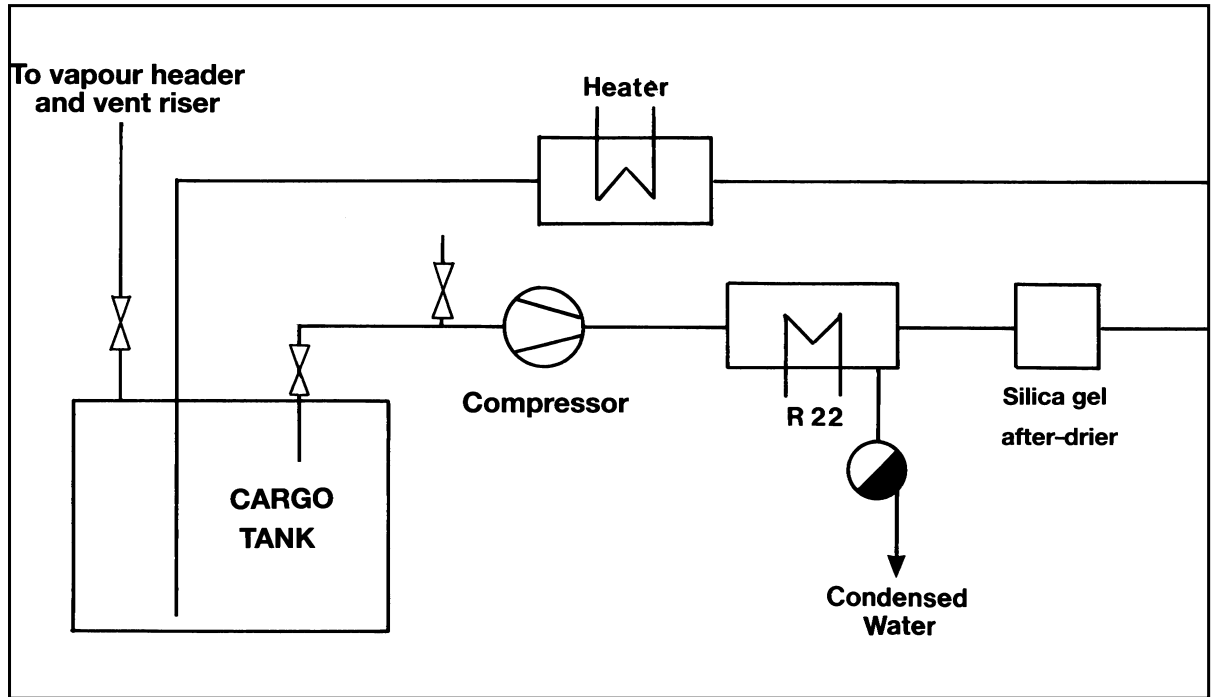 To vapour header
and vent riser
Heater
Compressor
R 22
Silica gel
after-drier
CARGO
TANK
Condensed
Water